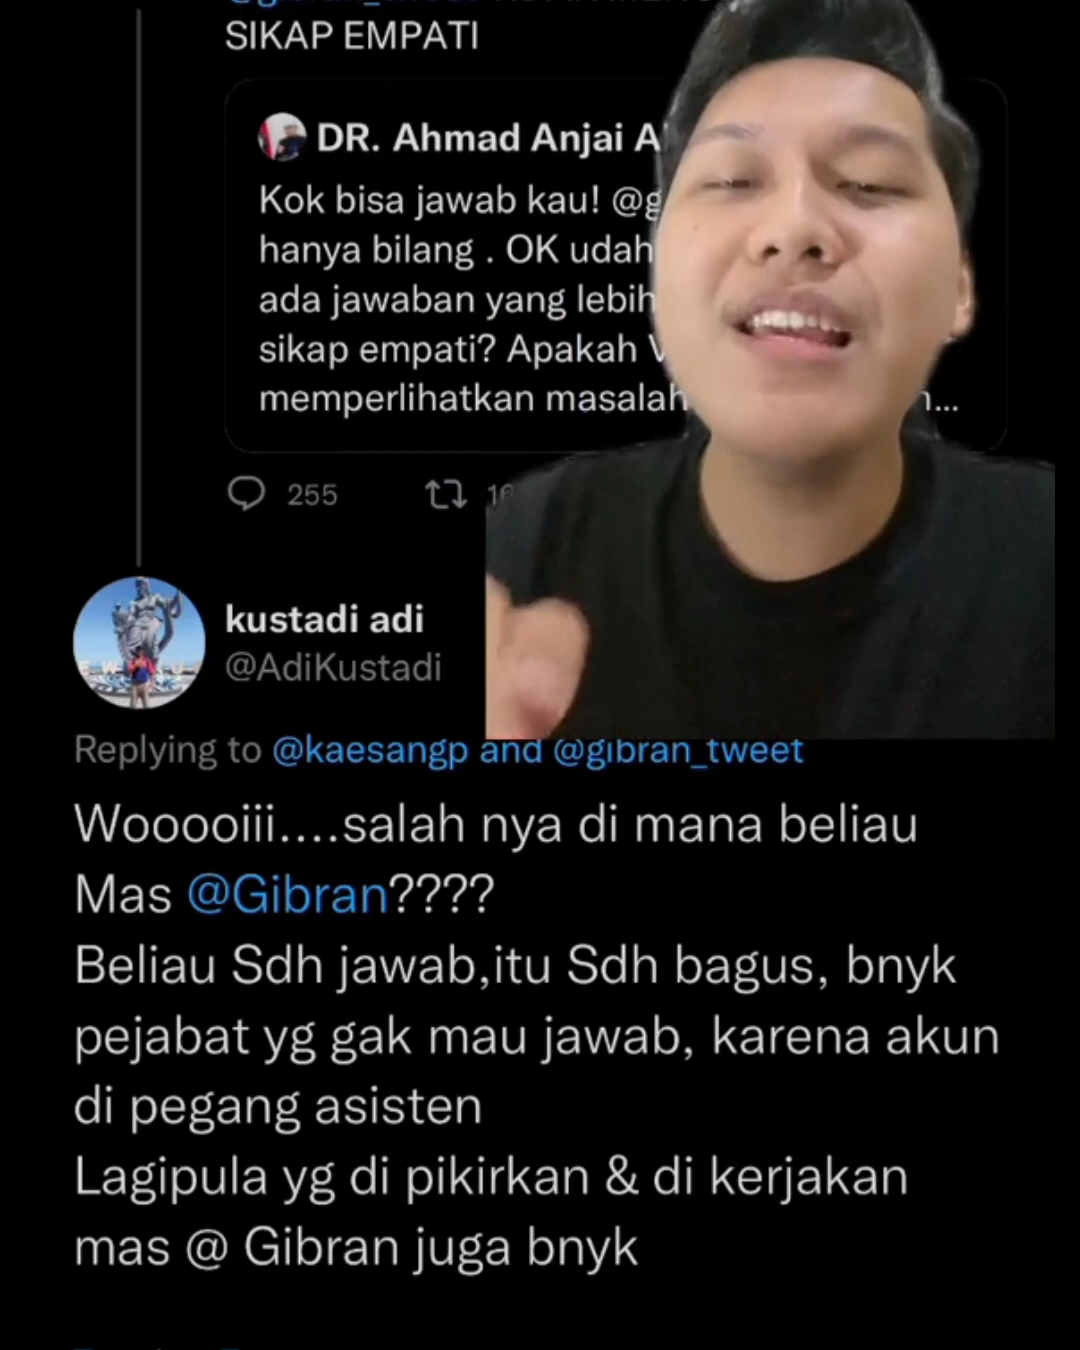 SIKAP EMPATI
DR. Ahmad Anjai
Kok bisa jawab kau!
hanya bilang . OK udah
ada jawaban yang lebih
sikap empati? Apakah
memperlihatkan masalah
255
kustadi adi
@AdiKustadi
Replying to @kaesangp and @gibran_tweet
Wooooiii....salah nya di mana beliau
Mas @Gibran????
Beliau Sdh jawab,itu Sdh bagus, bnyk
pejabat yg gak mau jawab, karena akun
di pegang asisten
Lagipula yg di pikirkan & di kerjakan
mas @ Gibran juga bnyk